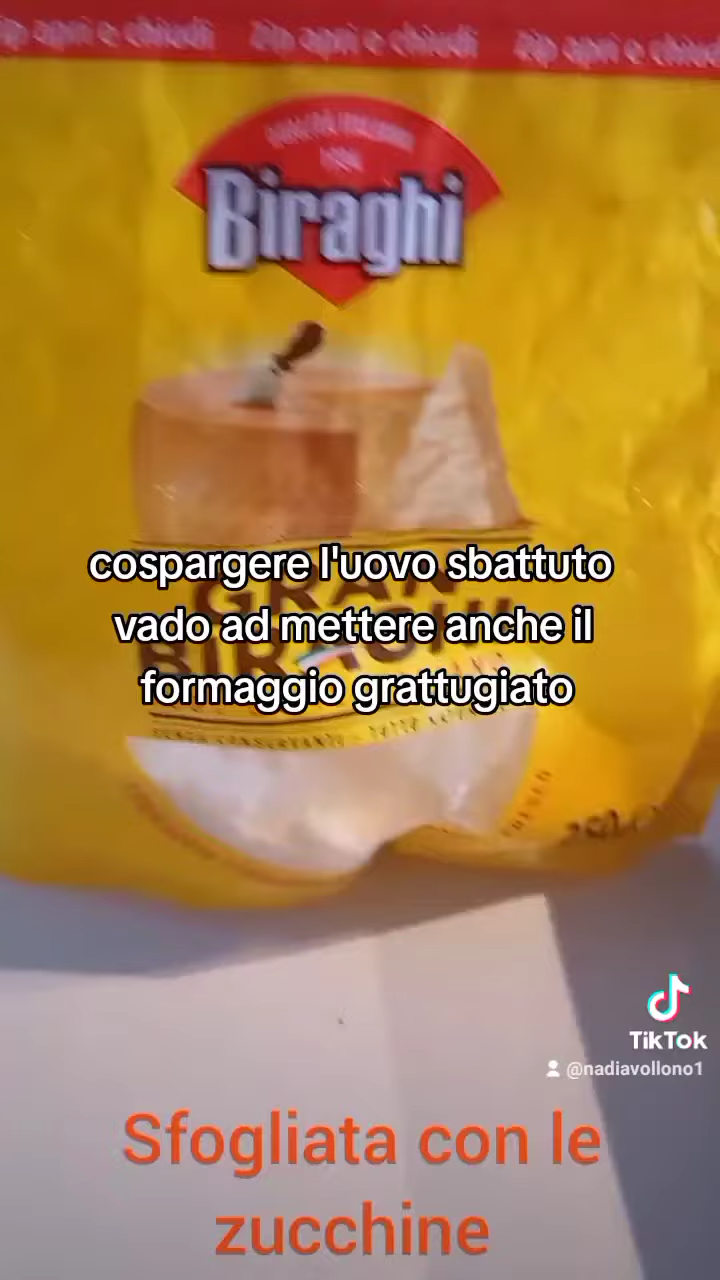 Zip apri e chiudi Zip apri e chiudi Zip apri e chiudi
Biraghi
cospargere l'uovo sbattuto
GRAN
vado ad mettere anche il
formaggio grattugiato
TikTok
@nadiavollono1
Sfogliata con le
zucchine